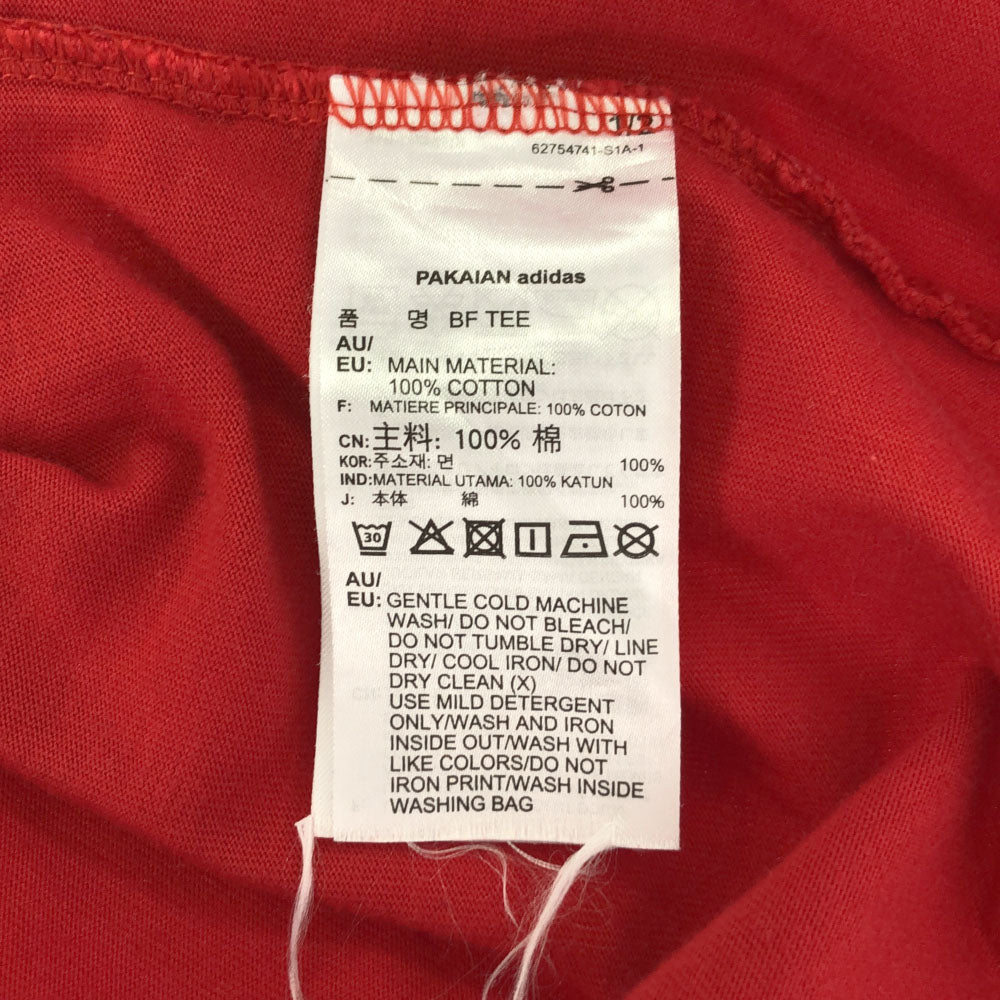 1/2
62754741-S1A-1
PAKAIAN adidas
품 명 BF TEE
AU/
EU: MAIN MATERIAL:
100% COTTON
F: MATIERE PRINCIPALE: 100% COTON
CN: 主料: 100% 棉
KOR:주소재: 면 100%
IND:MATERIAL UTAMA: 100% KATUN
J: 本体 綿 100%
30
AU/
EU: GENTLE COLD MACHINE
WASH/ DO NOT BLEACH/
DO NOT TUMBLE DRY/ LINE
DRY/ COOL IRON/ DO NOT
DRY CLEAN (X)
USE MILD DETERGENT
ONLY/WASH AND IRON
INSIDE OUT/WASH WITH
LIKE COLORS/DO NOT
IRON PRINT/WASH INSIDE
WASHING BAG